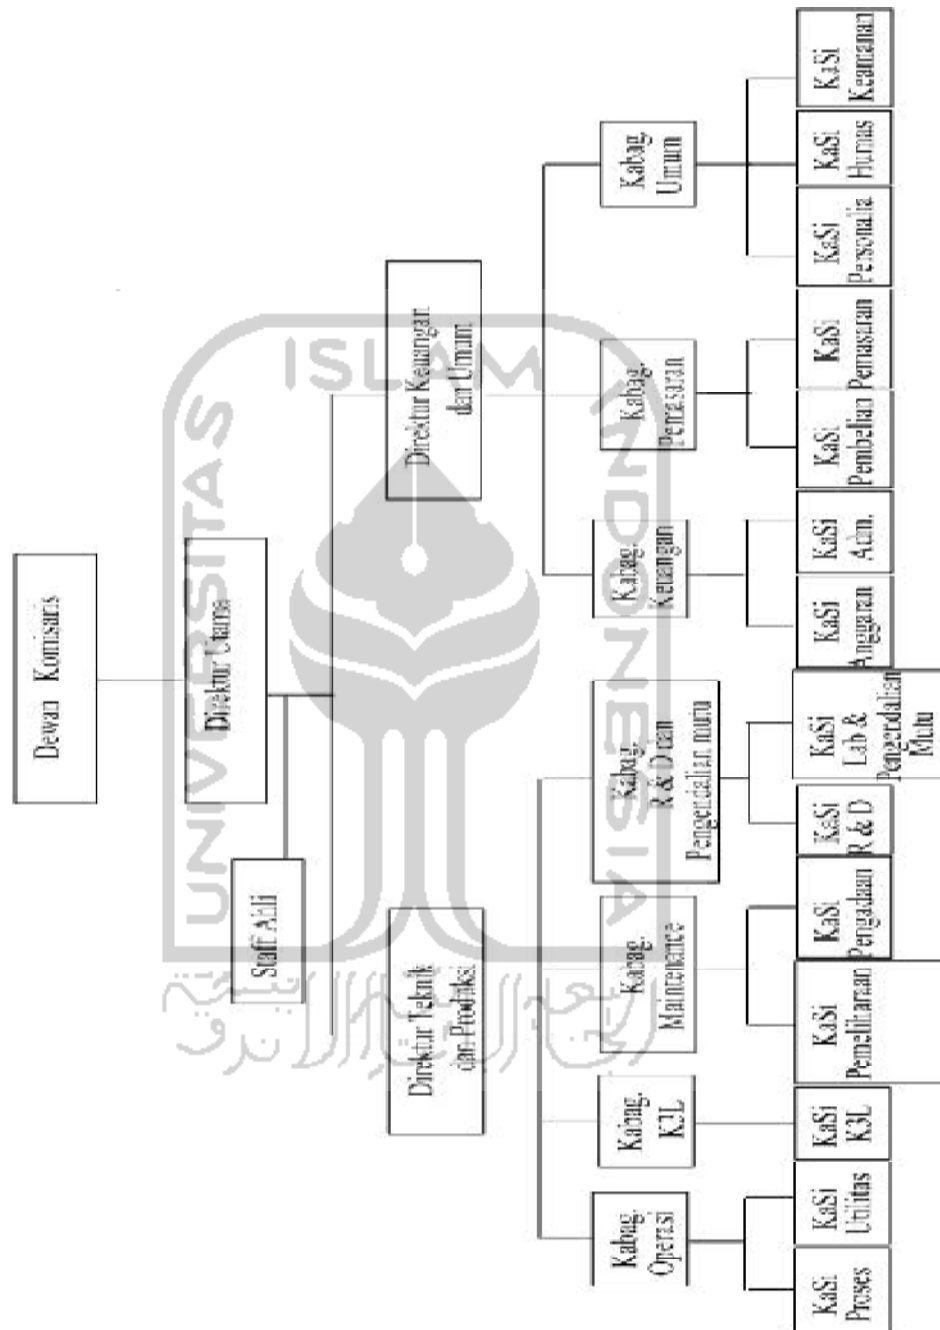 Dewan Komisaris
Direktur Utama
Staff Ahli
Direktur Teknik
dan Produksi
Direktur Keuangan
dan Umum
Kabag.
Operasi
Kabag.
K3L
Kabag.
Maintenance
Kabag.
R & D dan
Pengendalian mutu
Kabag.
Keuangan
Kabag.
Pemasaran
Kabag.
Umum
KaSi
Proses
KaSi
Utilitas
KaSi
K3L
KaSi
Pemeliharaan
KaSi
Pengadaan
KaSi
R & D
KaSi
Lab &
Pengendalian
Mutu
KaSi
Anggaran
KaSi
Adm.
KaSi
Pembelian
KaSi
Pemasaran
KaSi
Personalia
KaSi
Humas
KaSi
Keamanan
UNIVERSITAS
ISLAM
INDONESIA